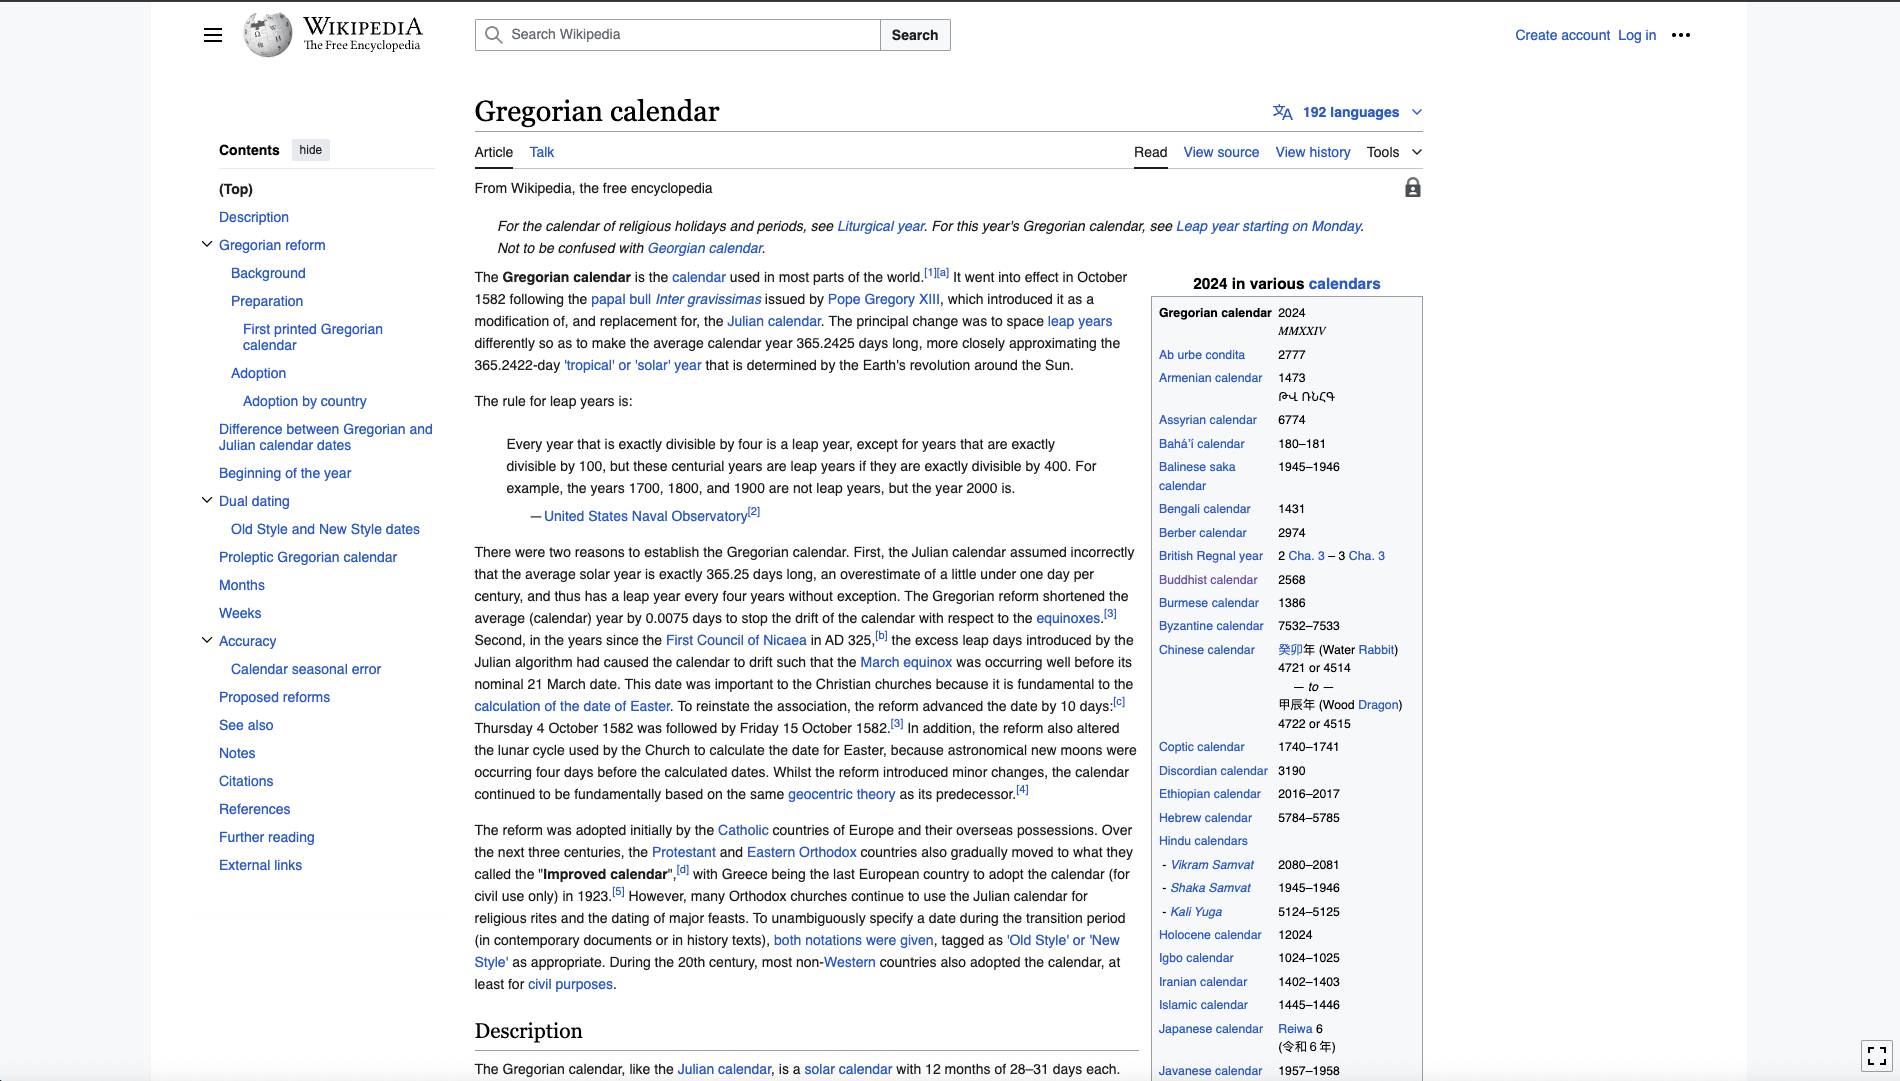 WIKIPEDIA
The Free Encyclopedia
Search Wikipedia
Search
Create account Log in
Contents hide
(Top)
Description
Gregorian reform
Background
Preparation
First printed Gregorian
calendar
Adoption
Adoption by country
Difference between Gregorian and
Julian calendar dates
Beginning of the year
Dual dating
Old Style and New Style dates
Proleptic Gregorian calendar
Months
Weeks
Accuracy
Calendar seasonal error
Proposed reforms
See also
Notes
Citations
References
Further reading
External links
Gregorian calendar
192 languages
Article Talk
Read View source View history Tools
From Wikipedia, the free encyclopedia
For the calendar of religious holidays and periods, see Liturgical year. For this year's Gregorian calendar, see Leap year starting on Monday.
Not to be confused with Georgian calendar.
The Gregorian calendar is the calendar used in most parts of the world.[1][a] It went into effect in October
1582 following the papal bull Inter gravissimas issued by Pope Gregory XIII, which introduced it as a
modification of, and replacement for, the Julian calendar. The principal change was to space leap years
differently so as to make the average calendar year 365.2425 days long, more closely approximating the
365.2422-day 'tropical' or 'solar' year that is determined by the Earth's revolution around the Sun.
The rule for leap years is:
Every year that is exactly divisible by four is a leap year, except for years that are exactly
divisible by 100, but these centurial years are leap years if they are exactly divisible by 400. For
example, the years 1700, 1800, and 1900 are not leap years, but the year 2000 is.
— United States Naval Observatory[2]
There were two reasons to establish the Gregorian calendar. First, the Julian calendar assumed incorrectly
that the average solar year is exactly 365.25 days long, an overestimate of a little under one day per
century, and thus has a leap year every four years without exception. The Gregorian reform shortened the
average (calendar) year by 0.0075 days to stop the drift of the calendar with respect to the equinoxes.[3]
Second, in the years since the First Council of Nicaea in AD 325,[b] the excess leap days introduced by the
Julian algorithm had caused the calendar to drift such that the March equinox was occurring well before its
nominal 21 March date. This date was important to the Christian churches because it is fundamental to the
calculation of the date of Easter. To reinstate the association, the reform advanced the date by 10 days:[c]
Thursday 4 October 1582 was followed by Friday 15 October 1582.[3] In addition, the reform also altered
the lunar cycle used by the Church to calculate the date for Easter, because astronomical new moons were
occurring four days before the calculated dates. Whilst the reform introduced minor changes, the calendar
continued to be fundamentally based on the same geocentric theory as its predecessor.[4]
The reform was adopted initially by the Catholic countries of Europe and their overseas possessions. Over
the next three centuries, the Protestant and Eastern Orthodox countries also gradually moved to what they
called the "Improved calendar",[d] with Greece being the last European country to adopt the calendar (for
civil use only) in 1923.[5] However, many Orthodox churches continue to use the Julian calendar for
religious rites and the dating of major feasts. To unambiguously specify a date during the transition period
(in contemporary documents or in history texts), both notations were given, tagged as 'Old Style' or 'New
Style' as appropriate. During the 20th century, most non-Western countries also adopted the calendar, at
least for civil purposes.
Description
The Gregorian calendar, like the Julian calendar, is a solar calendar with 12 months of 28–31 days each.
2024 in various calendars
Gregorian calendar 2024
MMXXIV
Ab urbe condita 2777
Armenian calendar 1473
ԹՎ ՌՆՀԳ
Assyrian calendar 6774
Baháʼí calendar 180–181
Balinese saka 1945–1946
calendar
Bengali calendar 1431
Berber calendar 2974
British Regnal year 2 Cha. 3 – 3 Cha. 3
Buddhist calendar 2568
Burmese calendar 1386
Byzantine calendar 7532–7533
Chinese calendar 癸卯年 (Water Rabbit)
4721 or 4514
— to —
甲辰年 (Wood Dragon)
4722 or 4515
Coptic calendar 1740–1741
Discordian calendar 3190
Ethiopian calendar 2016–2017
Hebrew calendar 5784–5785
Hindu calendars
- Vikram Samvat 2080–2081
- Shaka Samvat 1945–1946
- Kali Yuga 5124–5125
Holocene calendar 12024
Igbo calendar 1024–1025
Iranian calendar 1402–1403
Islamic calendar 1445–1446
Japanese calendar Reiwa 6
(令和6年)
Javanese calendar 1957–1958